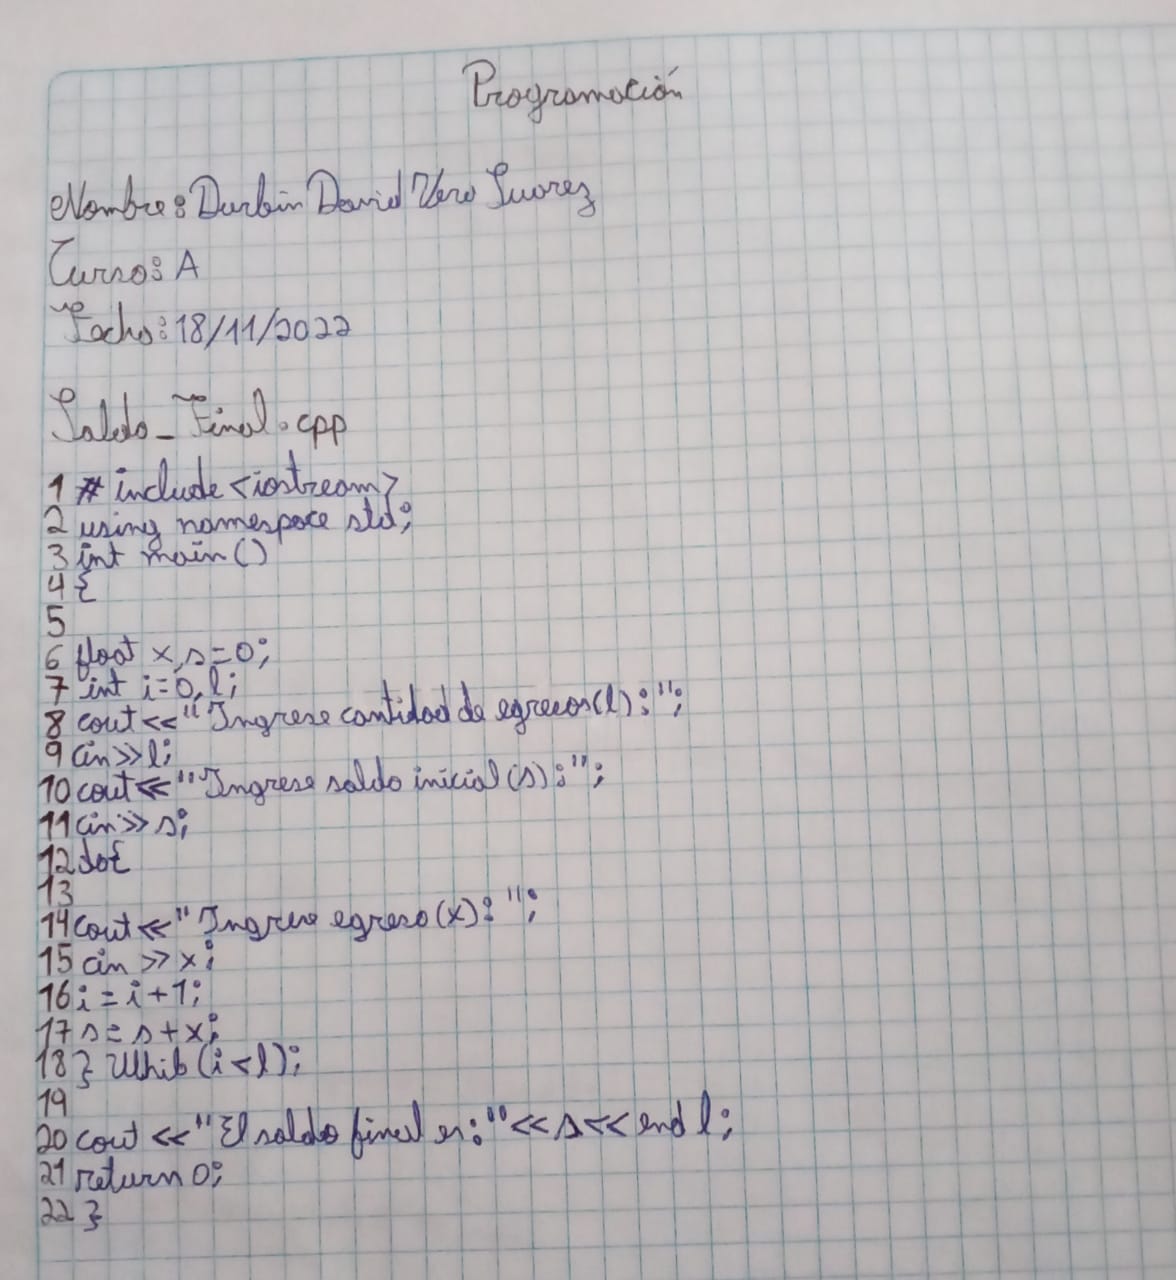 Programación
Nombre: Durbin David Vera Suarez
Curso: A
Fecha: 18/11/2022
Saldo_Final.cpp
1 # include <iostream>
2 using namespace std;
3 int main()
4 {
5
6 float x,s=0;
7 int i=0,l;
8 cout<<"Ingrese cantidad de egresos(l):";
9 cin>>l;
10 cout<<"Ingrese saldo inicial(s):";
11 cin>>s;
12 do{
13
14 cout<<"Ingrese egreso(x): ";
15 cin >> x;
16 i = i+1;
17 s = s+x;
18 } While(i<l);
19
20 cout <<"El saldo final es:"<<s<<end l;
21 return 0;
22 }